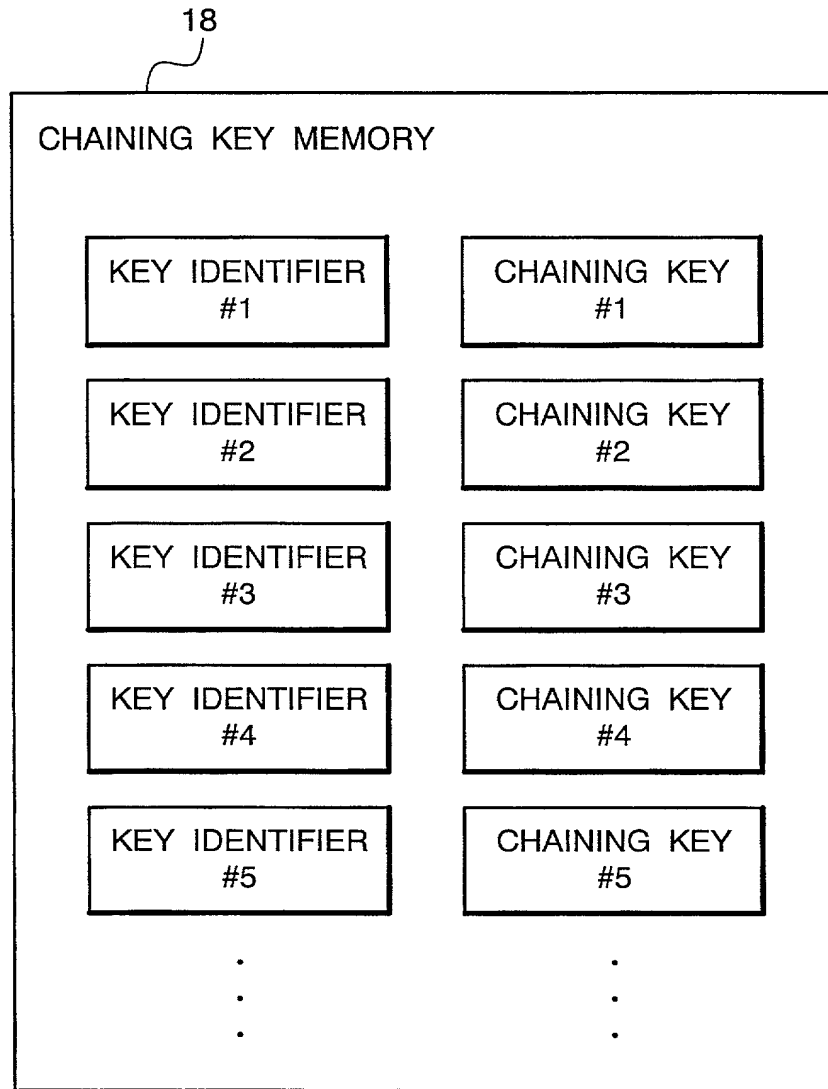 18
CHAINING KEY MEMORY
KEY IDENTIFIER
#1
CHAINING KEY
#1
KEY IDENTIFIER
#2
CHAINING KEY
#2
KEY IDENTIFIER
#3
CHAINING KEY
#3
KEY IDENTIFIER
#4
CHAINING KEY
#4
KEY IDENTIFIER
#5
CHAINING KEY
#5